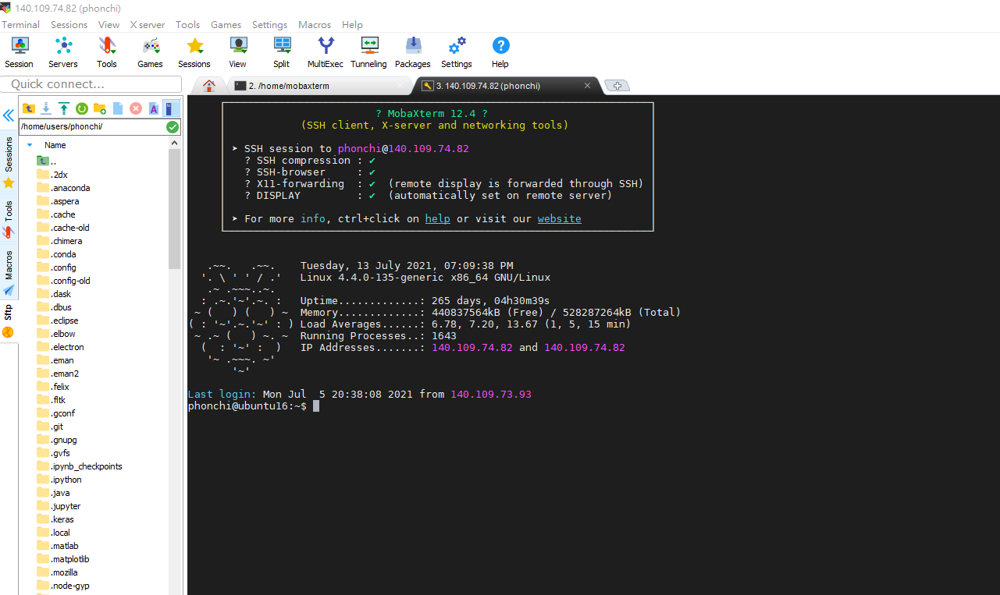 140.109.74.82 (phonchi)
Terminal Sessions View X server Tools Games Settings Macros Help
Session Servers Tools Games Sessions View Split MultiExec Tunneling Packages Settings Help
Quick connect...
2. /home/mobaxterm
3. 140.109.74.82 (phonchi)
/home/users/phonchi/
Sessions
Tools
Macros
Sftp
Name
..
.2dx
.anaconda
.aspera
.cache
.cache-old
.chimera
.conda
.config
.config-old
.dask
.dbus
.eclipse
.elbow
.electron
.eman
.eman2
.felix
.fltk
.gconf
.git
.gnupg
.gvfs
.ipynb_checkpoints
.ipython
.java
.jupyter
.keras
.local
.matlab
.matplotlib
.mozilla
.node-gyp
? MobaXterm 12.4 ?
(SSH client, X-server and networking tools)
➤ SSH session to phonchi@140.109.74.82
? SSH compression : ✔
? SSH-browser     : ✔
? X11-forwarding  : ✔  (remote display is forwarded through SSH)
? DISPLAY         : ✔  (automatically set on remote server)
➤ For more info, ctrl+click on help or visit our website
   .~~.   .~~.    Tuesday, 13 July 2021, 07:09:38 PM
  '. \ ' ' / .'   Linux 4.4.0-135-generic x86_64 GNU/Linux
   .~ .~~~..~.
  : .~.'~'.~. :   Uptime.............: 265 days, 04h30m39s
 ~ (   ) (   ) ~  Memory.............: 440837564kB (Free) / 528287264kB (Total)
( : '~'.~.'~' : ) Load Averages......: 6.78, 7.20, 13.67 (1, 5, 15 min)
 ~ .~ (   ) ~. ~  Running Processes..: 1643
  (  : '~' :  )   IP Addresses.......: 140.109.74.82 and 140.109.74.82
   '~ .~~~. ~'
       '~'
Last login: Mon Jul  5 20:38:08 2021 from 140.109.73.93
phonchi@ubuntu16:~$